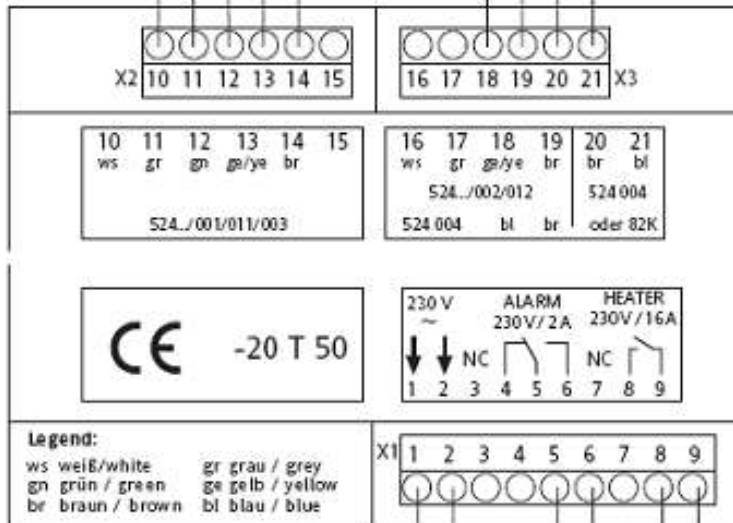 X2 10 11 12 13 14 15
16 17 18 19 20 21 X3
10 11 12 13 14 15
ws gr gn ge/ye br
S24../001/011/003
16 17 18 19 20 21
ws gr ge/ye br br bl
S24../002/012 S24 004
S24 004 bl br oder 82K
CE -20 T 50
230 V ALARM HEATER
~ 230V/2A 230V/16A
NC NC
1 2 3 4 5 6 7 8 9
Legend:
ws weiß/white gr grau / grey
gn grün / green ge gelb / yellow
br braun / brown bl blau / blue
X1 1 2 3 4 5 6 7 8 9